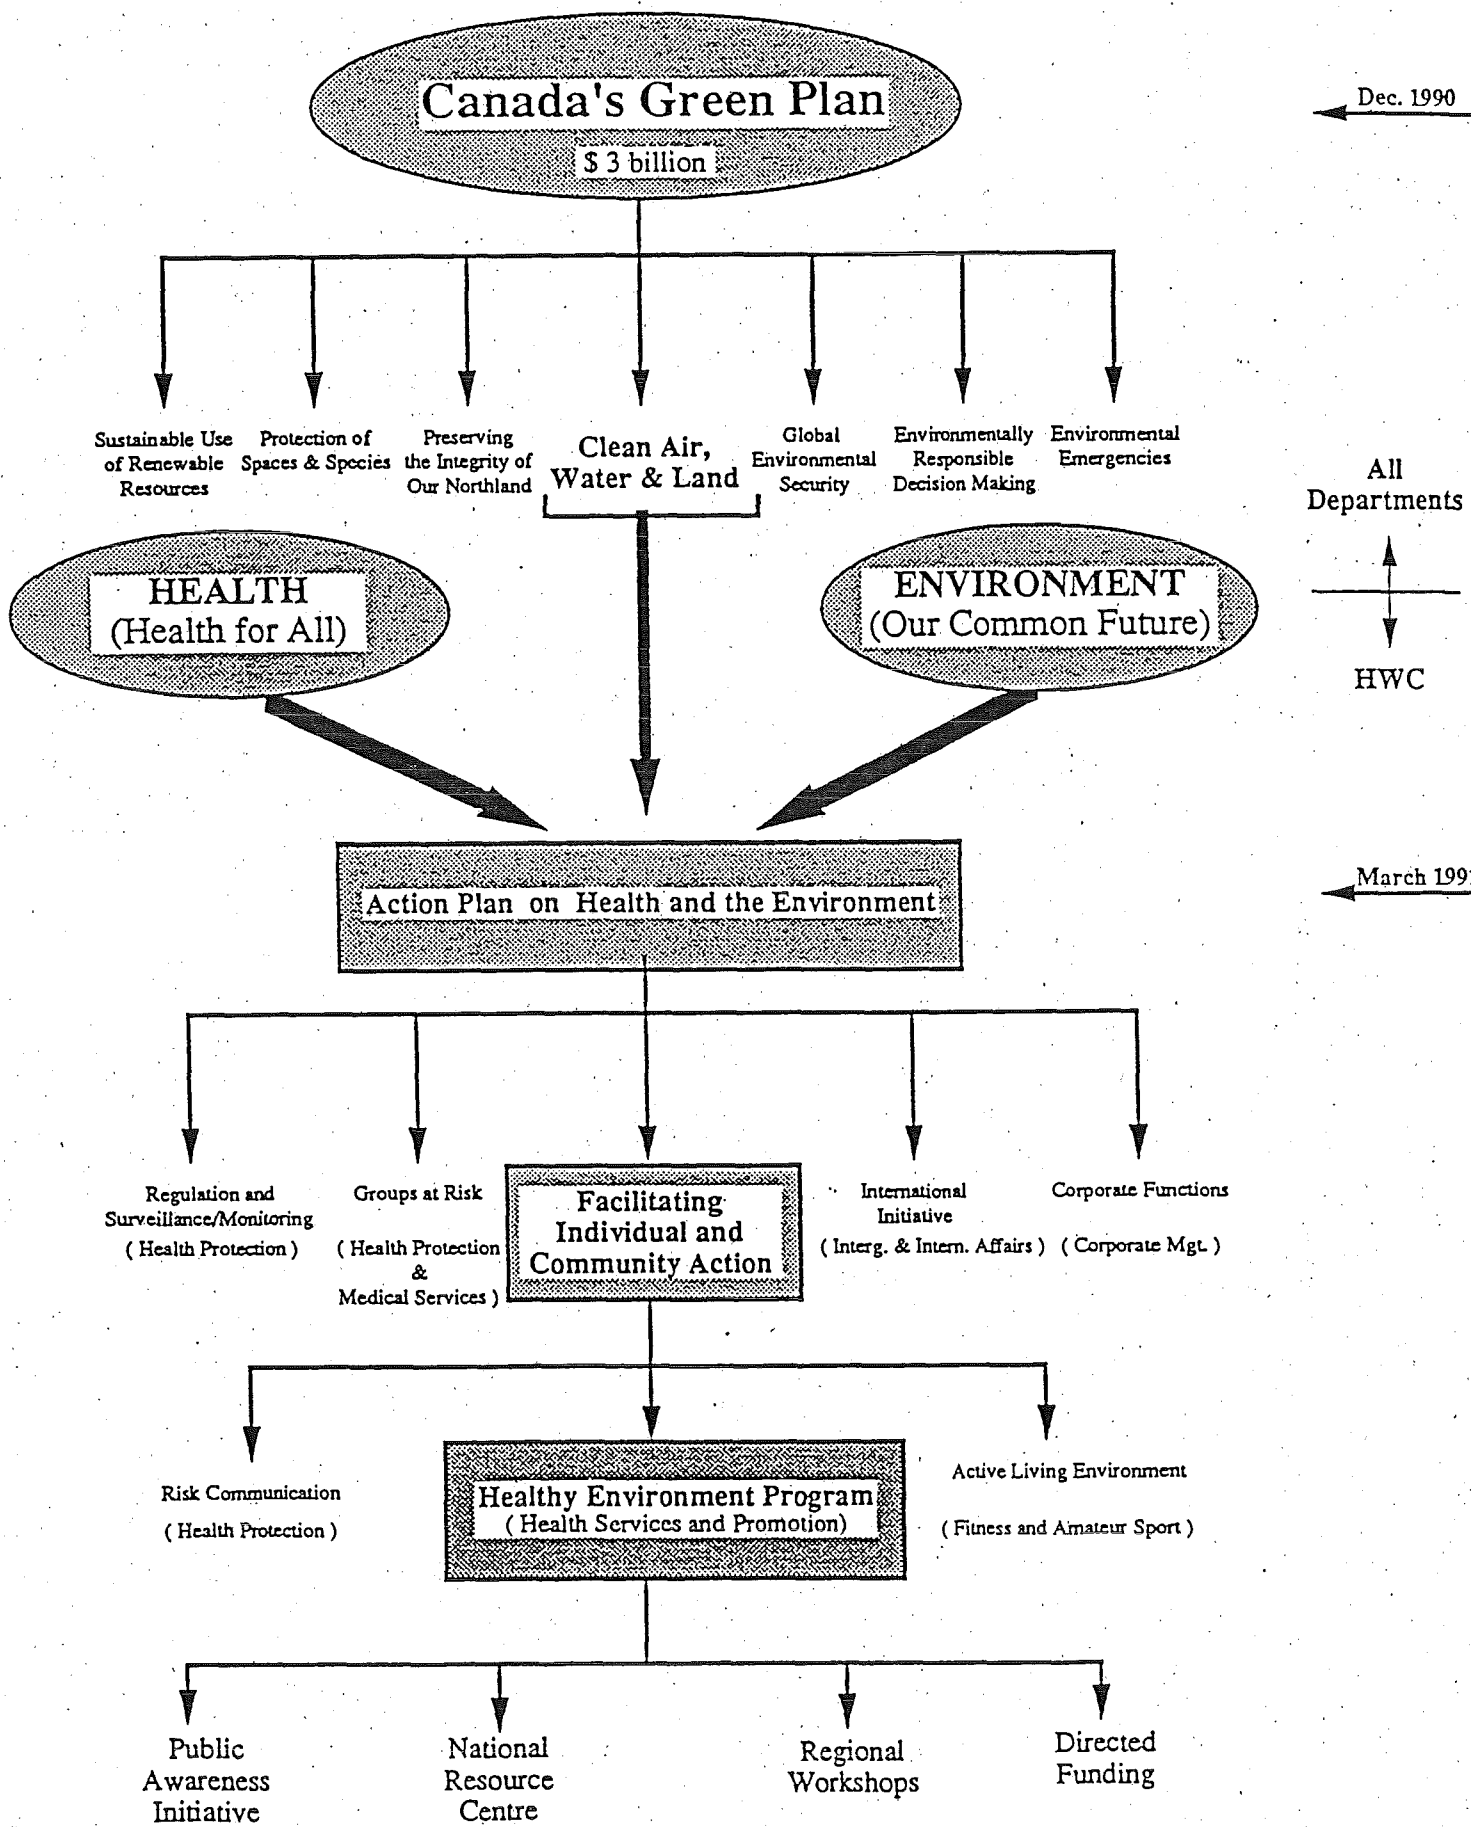 Canada's Green Plan
$ 3 billion
Dec. 1990
Sustainable Use
of Renewable
Resources
Protection of
Spaces & Species
Preserving
the Integrity of
Our Northland
Clean Air,
Water & Land
Global
Environmental
Security
Environmentally
Responsible
Decision Making
Environmental
Emergencies
All
Departments
HWC
HEALTH
(Health for All)
ENVIRONMENT
(Our Common Future)
Action Plan on Health and the Environment
March
Regulation and
Surveillance/Monitoring
( Health Protection )
Groups at Risk
( Health Protection
&
Medical Services )
Facilitating
Individual and
Community Action
International
Initiative
( Interg. & Intern. Affairs )
Corporate Functions
( Corporate Mgt. )
Risk Communication
( Health Protection )
Healthy Environment Program
( Health Services and Promotion)
Active Living Environment
( Fitness and Amateur Sport )
Public
Awareness
Initiative
National
Resource
Centre
Regional
Workshops
Directed
Funding